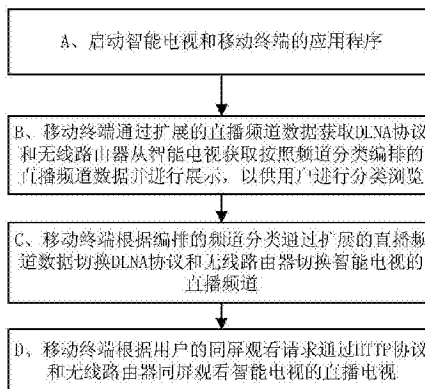 A、启动智能电视和移动终端的应用程序
B、移动终端通过扩展的直播频道数据获取DLNA协议
和无线路由器从智能电视获取按照频道分类编排的
直播频道数据并进行展示，以供用户进行分类浏览
C、移动终端根据编排的频道分类通过扩展的直播频
道数据切换DLNA协议和无线路由器切换智能电视的
直播频道
D、移动终端根据用户的同屏观看请求通过HTTP协议
和无线路由器同屏观看智能电视的直播电视